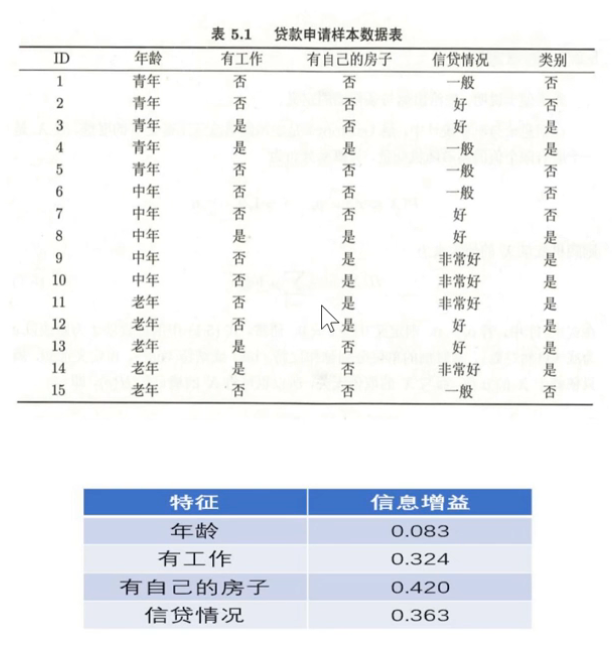 表 5.1 贷款申请样本数据表
ID 年龄 有工作 有自己的房子 信贷情况 类别
1 青年 否 否 一般 否
2 青年 否 否 好 否
3 青年 是 否 好 是
4 青年 是 是 一般 是
5 青年 否 否 一般 否
6 中年 否 否 一般 否
7 中年 否 否 好 否
8 中年 是 是 好 是
9 中年 否 是 非常好 是
10 中年 否 是 非常好 是
11 老年 否 是 非常好 是
12 老年 否 是 好 是
13 老年 是 否 好 是
14 老年 是 否 非常好 是
15 老年 否 否 一般 否
特征 信息增益
年龄 0.083
有工作 0.324
有自己的房子 0.420
信贷情况 0.363